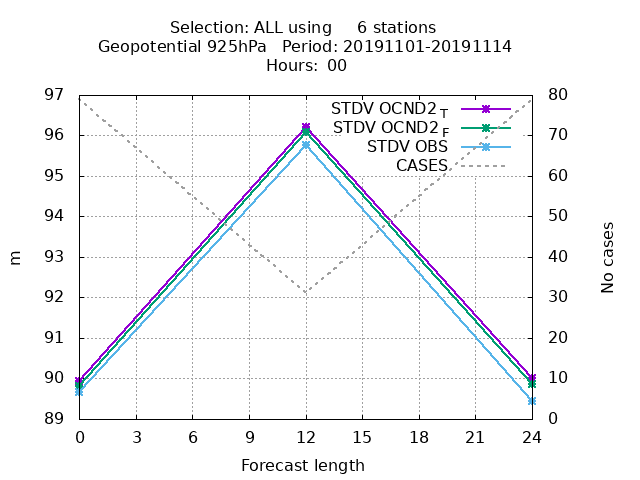 Selection: ALL using     6 stations
Geopotential 925hPa   Period: 20191101-20191114
Hours:  00
97 80
STDV OCND2T
96 STDV OCND2F 70
STDV OBS
95 CASES 60
94 50
93 40
92 30
91 20
90 10
89 0
m
No cases
0 3 6 9 12 15 18 21 24
Forecast length